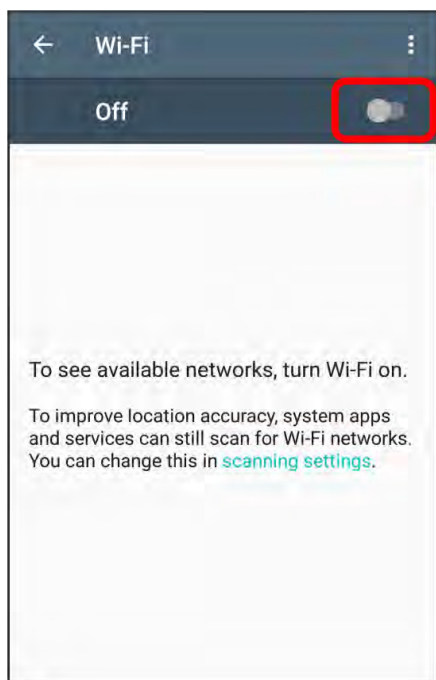 Wi-Fi
Off
To see available networks, turn Wi-Fi on.
To improve location accuracy, system apps
and services can still scan for Wi-Fi networks.
You can change this in scanning settings.